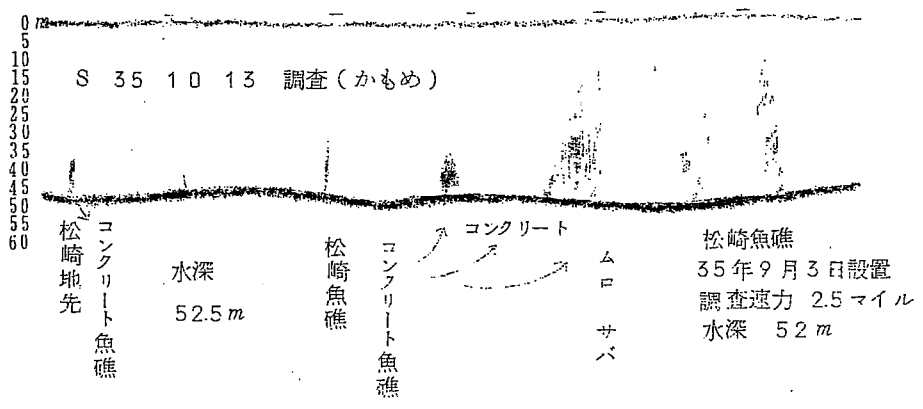 0m
5
10
15
20
25
30
35
40
45
50
55
60
S 35 10 13 調査(かもめ)
松崎地先
コンクリート魚礁
水深
52.5m
松崎魚礁
コンクリート魚礁
コンクリート
ムロ サバ
松崎魚礁
35年9月3日設置
調査速力 2.5マイル
水深 52m